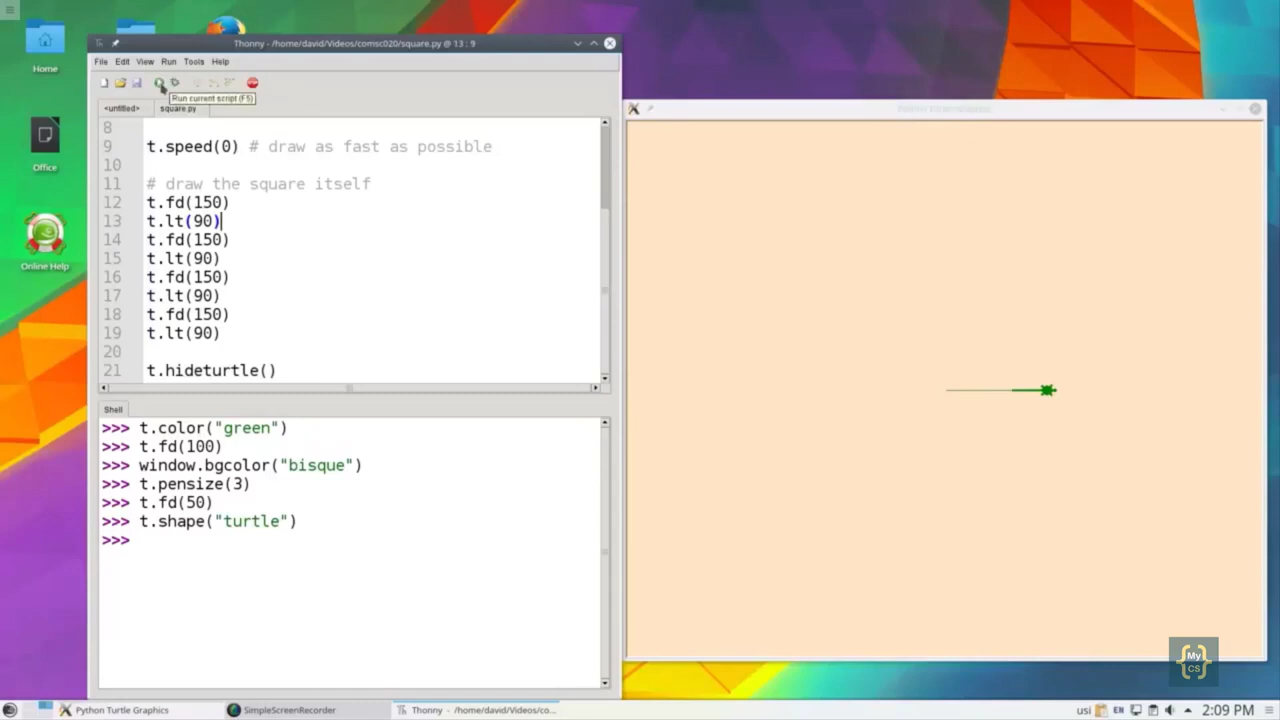 Home
Office
Online Help
Thonny - /home/david/Videos/comsc020/square.py @ 13 : 9
File Edit View Run Tools Help
Run current script (F5)
<untitled> square.py
8
9 t.speed(0) # draw as fast as possible
10
11 # draw the square itself
12 t.fd(150)
13 t.lt(90)
14 t.fd(150)
15 t.lt(90)
16 t.fd(150)
17 t.lt(90)
18 t.fd(150)
19 t.lt(90)
20
21 t.hideturtle()
Shell
>>> t.color("green")
>>> t.fd(100)
>>> window.bgcolor("bisque")
>>> t.pensize(3)
>>> t.fd(50)
>>> t.shape("turtle")
>>>
{My}
CS
Python Turtle Graphics
SimpleScreenRecorder
Thonny - /home/david/Videos/co...
usi EN 2:09 PM